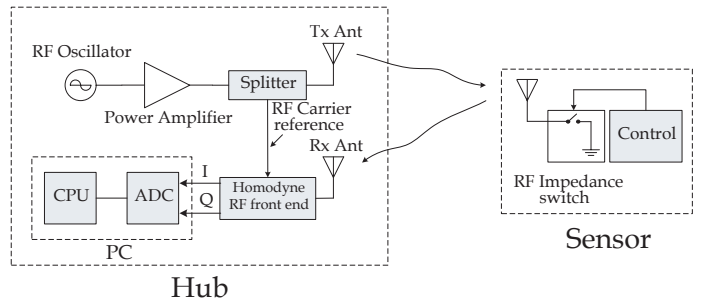 Tx Ant
RF Oscillator
Splitter
Power Amplifier
RF Carrier
reference
Rx Ant
I
Q
CPU
ADC
Homodyne
RF front end
PC
Hub
Control
RF Impedance
switch
Sensor